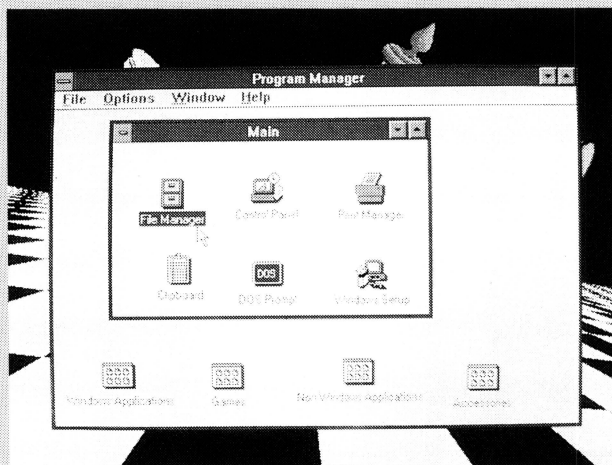 Program Manager
File Options Window Help
Main
File Manager Control Panel Print Manager
Clipboard DOS Prompt Windows Setup
DOS
Windows Applications Games Non-Windows Applications Accessories